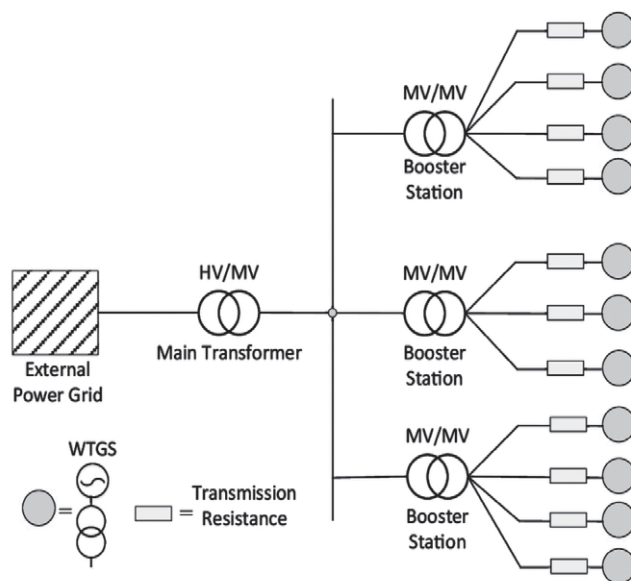 MV/MV
Booster
Station
HV/MV
Main Transformer
External
Power Grid
MV/MV
Booster
Station
MV/MV
Booster
Station
WTGS
=
= Transmission
Resistance